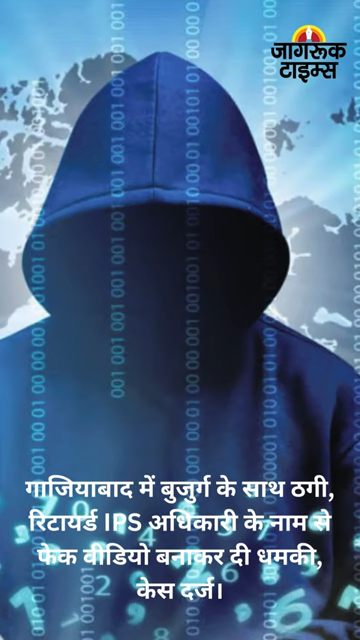 जागरूक
टाइम्स
गाजियाबाद में बुजुर्ग के साथ ठगी,
रिटायर्ड IPS अधिकारी के नाम से
फेक वीडियो बनाकर दी धमकी,
केस दर्ज।